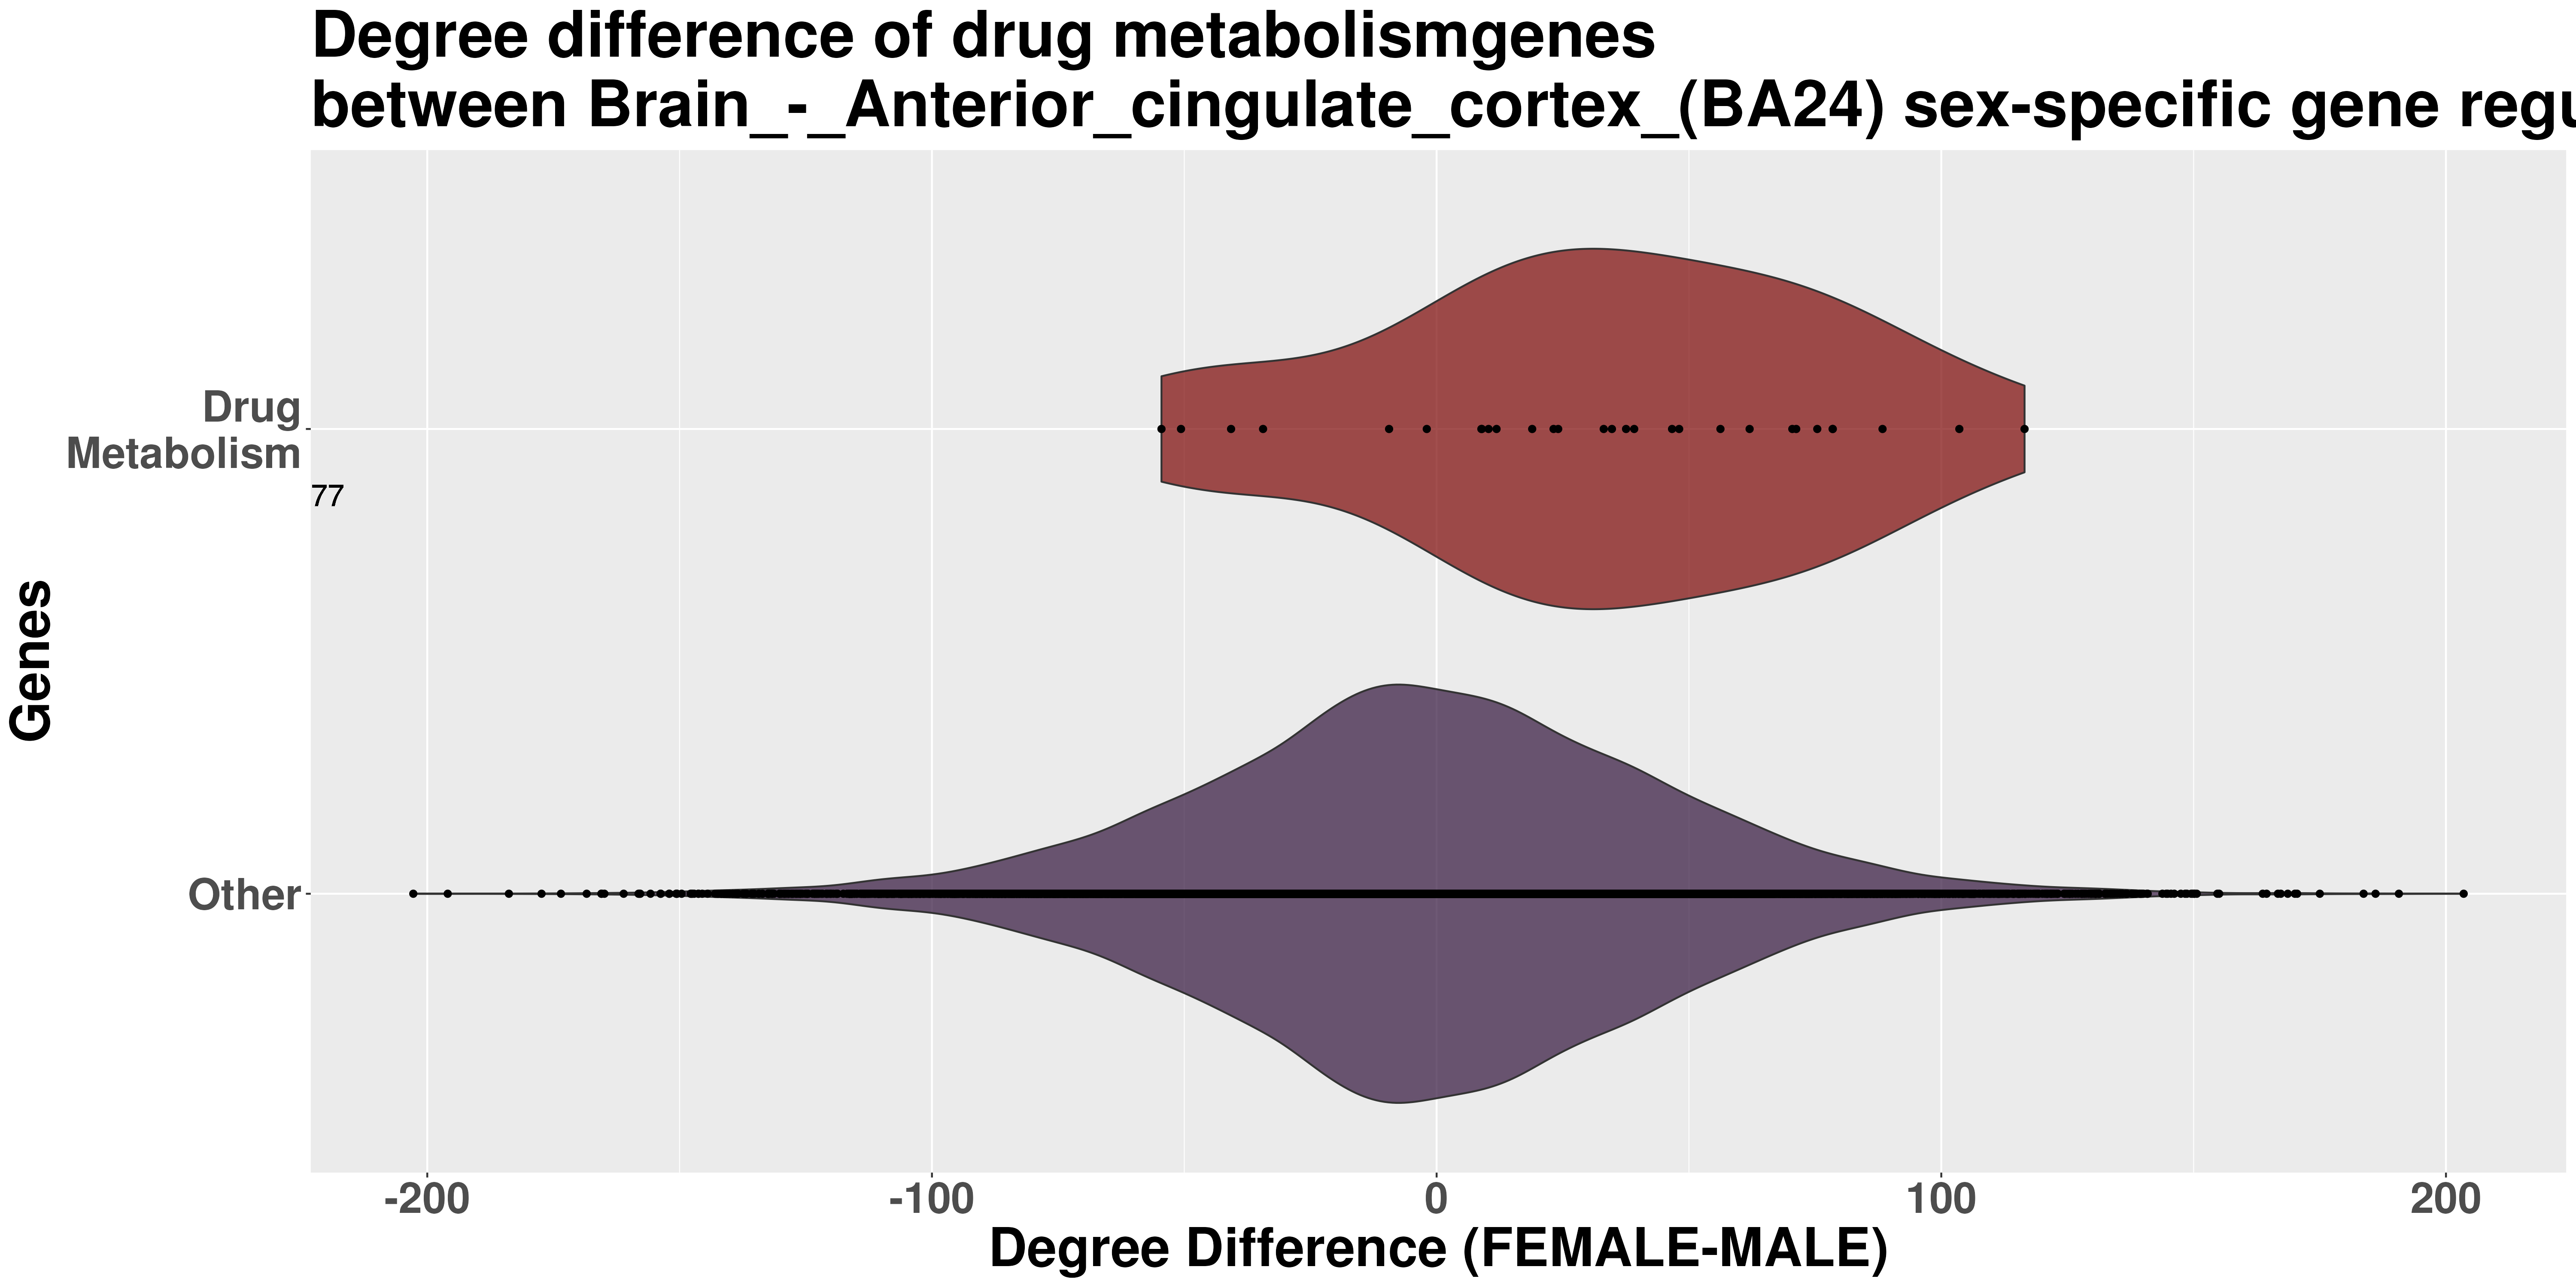 Degree difference of drug metabolismgenes
between Brain_-_Anterior_cingulate_cortex_(BA24) sex-specific gene regu
Drug
Metabolism
77
Genes
Other
-200 -100 0 100 200
Degree Difference (FEMALE-MALE)